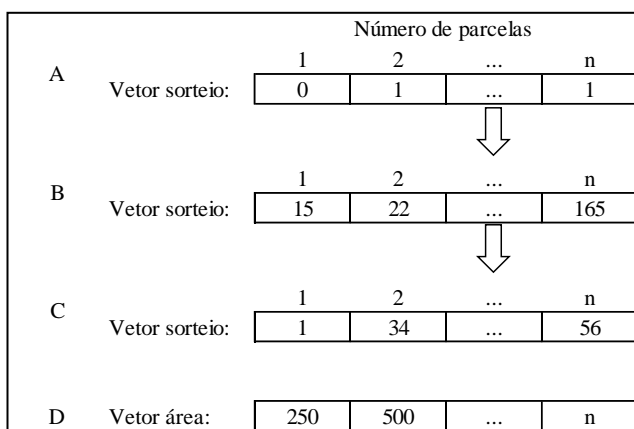 Número de parcelas
1 2 ... n
A Vetor sorteio: 0 1 ... 1
1 2 ... n
B Vetor sorteio: 15 22 ... 165
1 2 ... n
C Vetor sorteio: 1 34 ... 56
D Vetor área: 250 500 ... n